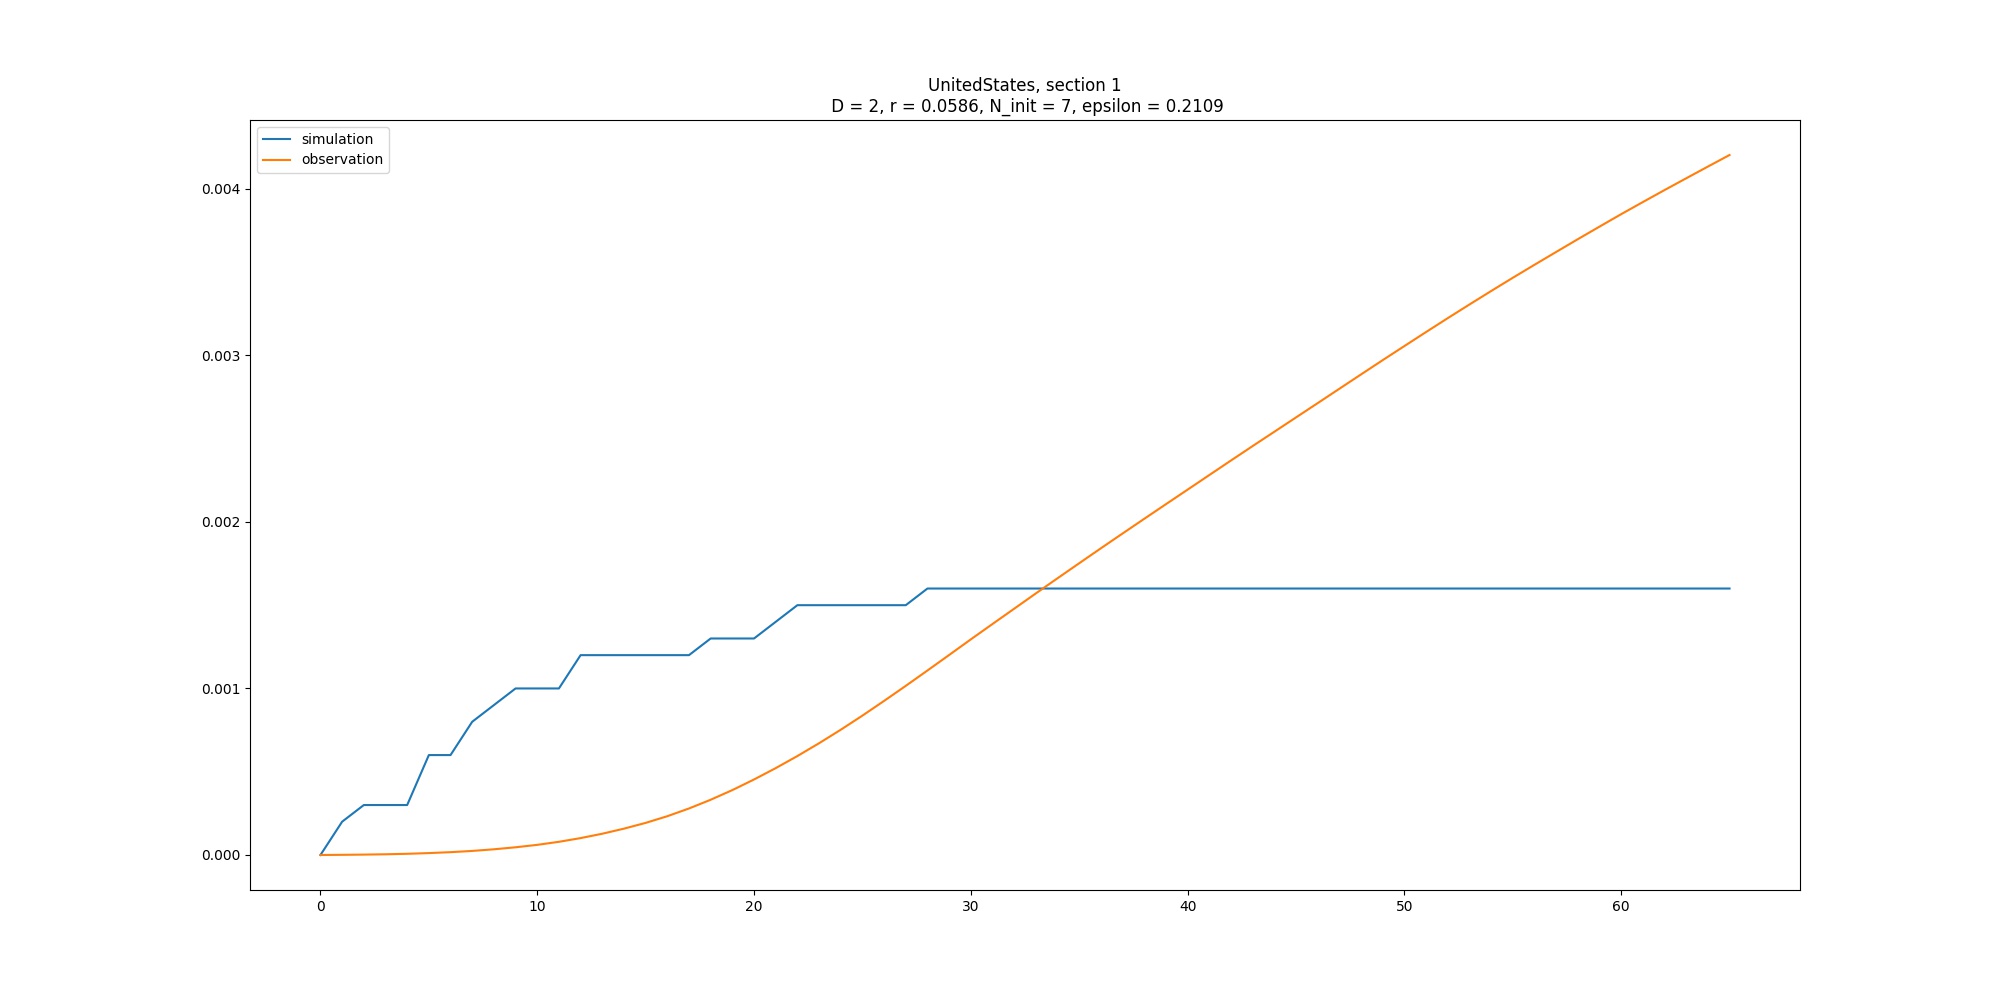 UnitedStates, section 1
D = 2, r = 0.0586, N_init = 7, epsilon = 0.2109
simulation
observation
0.004
0.003
0.002
0.001
0.000
0 10 20 30 40 50 60